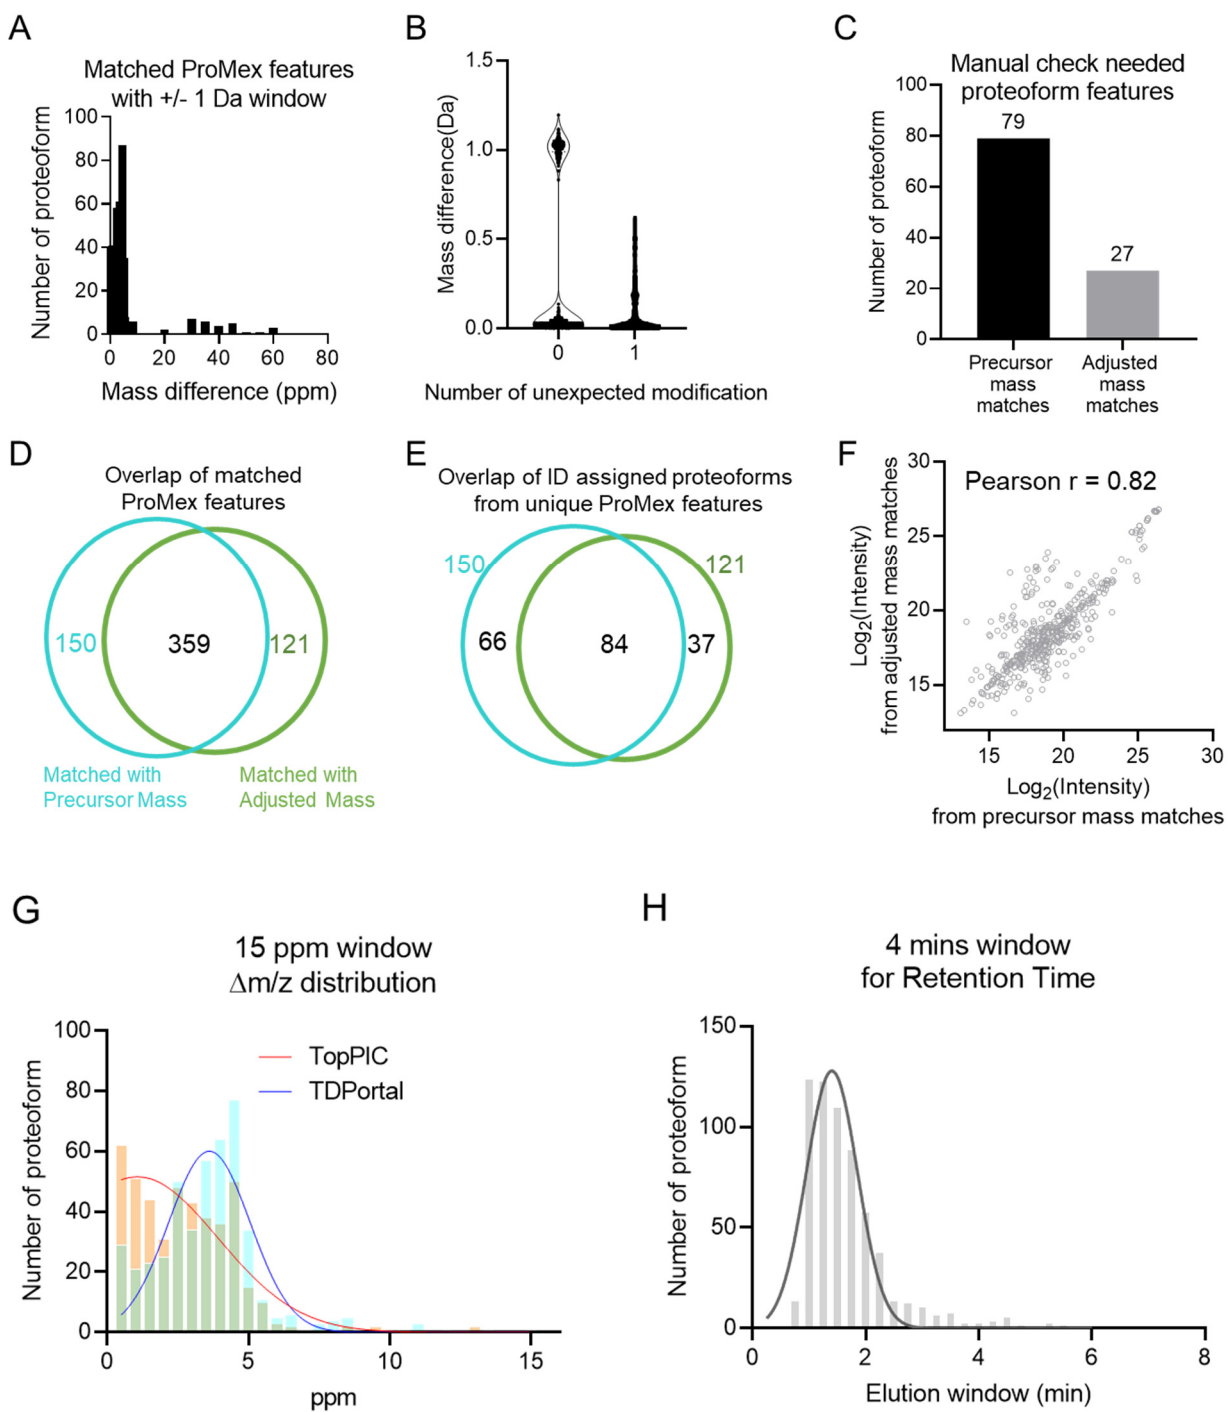 A
Matched ProMex features
with +/- 1 Da window
Number of proteoform
100
80
60
40
20
0
0 20 40 60 80
Mass difference (ppm)
B
Mass difference(Da)
1.5
1.0
0.5
0.0
0 1
Number of unexpected modification
C
Manual check needed
proteoform features
Number of proteoform
100
80
60
40
20
0
79
27
Precursor
mass
matches
Adjusted
mass
matches
D
Overlap of matched
ProMex features
150 359 121
Matched with
Precursor Mass
Matched with
Adjusted Mass
E
Overlap of ID assigned proteoforms
from unique ProMex features
150 121
66 84 37
F
Pearson r = 0.82
Log2(Intensity)
from adjusted mass matches
30
25
20
15
15 20 25 30
Log2(Intensity)
from precursor mass matches
G
15 ppm window
Δm/z distribution
Number of proteoform
100
80
60
40
20
0
TopPIC
TDPortal
0 5 10 15
ppm
H
4 mins window
for Retention Time
Number of proteoform
150
100
50
0
0 2 4 6 8
Elution window (min)